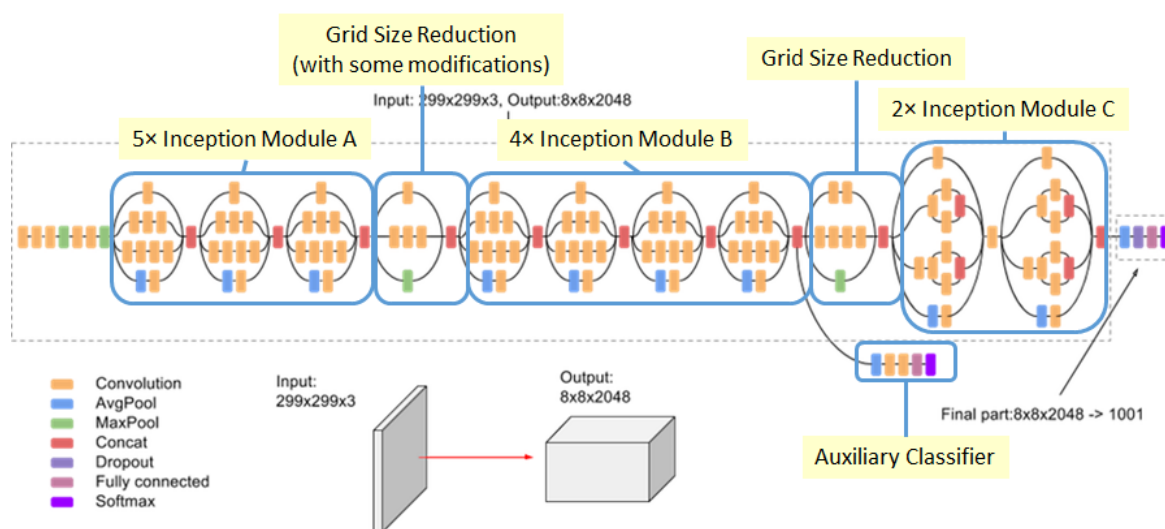 Grid Size Reduction
(with some modifications)
Grid Size Reduction
Input: 299x299x3, Output:8x8x2048
2× Inception Module C
5× Inception Module A
4× Inception Module B
Convolution
AvgPool
MaxPool
Concat
Dropout
Fully connected
Softmax
Input:
299x299x3
Output:
8x8x2048
Final part:8x8x2048 -> 1001
Auxiliary Classifier